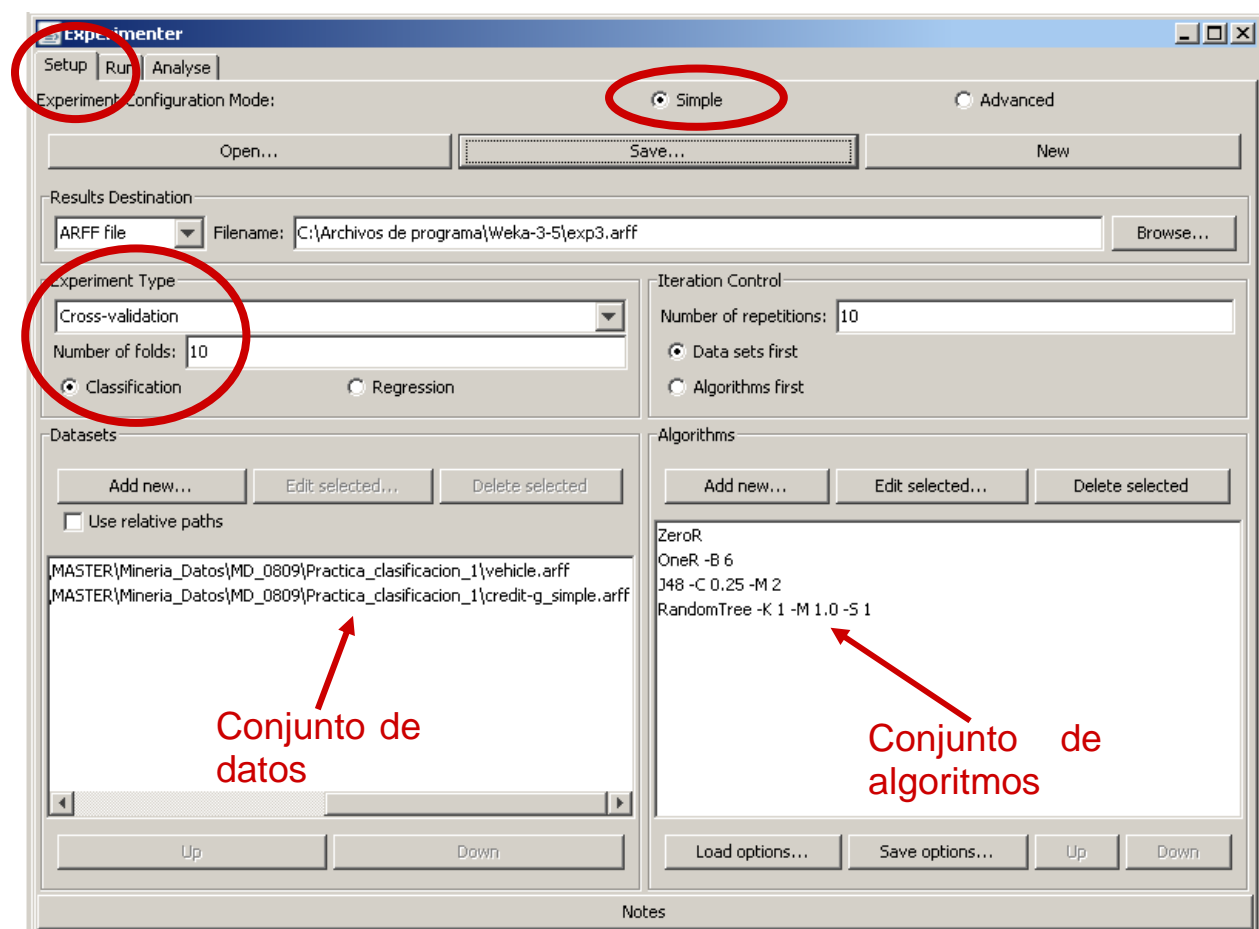 Experimenter
Setup Run Analyse
Experiment Configuration Mode: Simple Advanced
Open... Save... New
Results Destination
ARFF file Filename: C:\Archivos de programa\Weka-3-5\exp3.arff Browse...
Experiment Type
Cross-validation
Number of folds: 10
Classification Regression
Iteration Control
Number of repetitions: 10
Data sets first
Algorithms first
Datasets
Add new... Edit selected... Delete selected
Use relative paths
MASTER\Mineria_Datos\MD_0809\Practica_clasificacion_1\vehicle.arff
MASTER\Mineria_Datos\MD_0809\Practica_clasificacion_1\credit-g_simple.arff
Conjunto de
datos
Up Down
Algorithms
Add new... Edit selected... Delete selected
ZeroR
OneR -B 6
J48 -C 0.25 -M 2
RandomTree -K 1 -M 1.0 -S 1
Conjunto de
algoritmos
Load options... Save options... Up Down
Notes